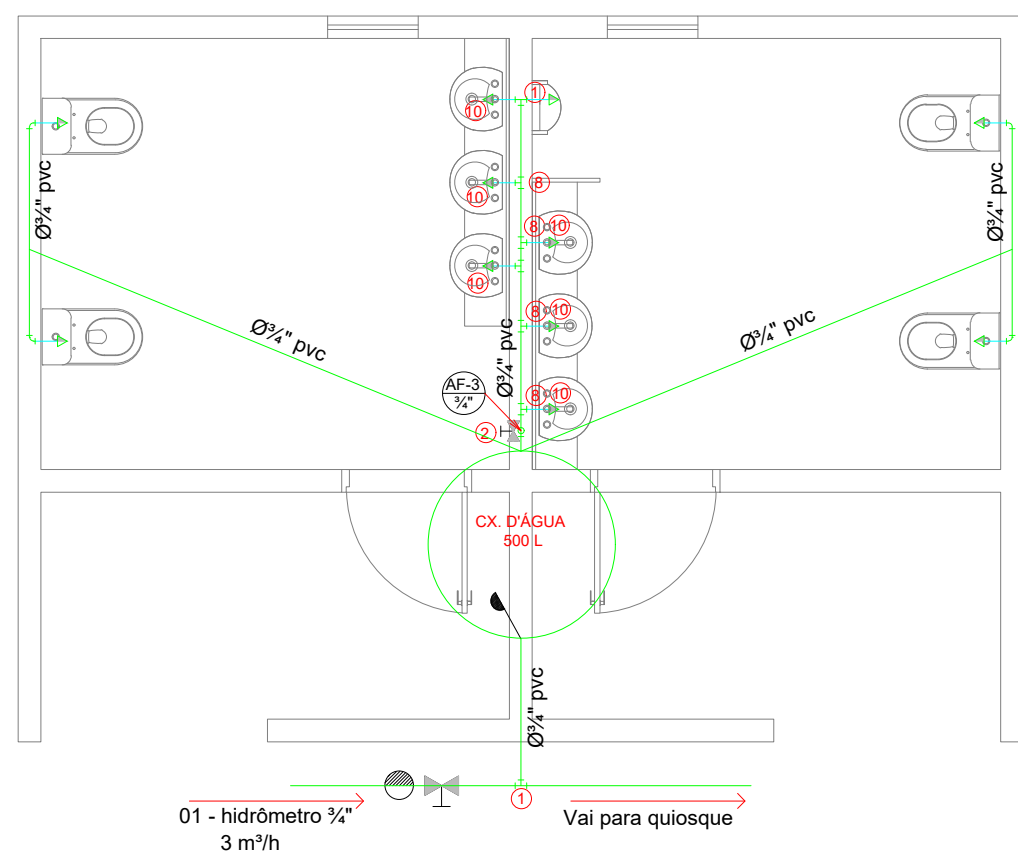 1
10
Ø¾" pvc
Ø¾" pvc
8
10
8
10
10
Ø¾" pvc
Ø¾" pvc
Ø¾" pvc
8
10
AF-3
¾"
8
10
2
CX. D'ÁGUA
500 L
Ø¾" pvc
1
01 - hidrômetro ¾"
3 m³/h
Vai para quiosque